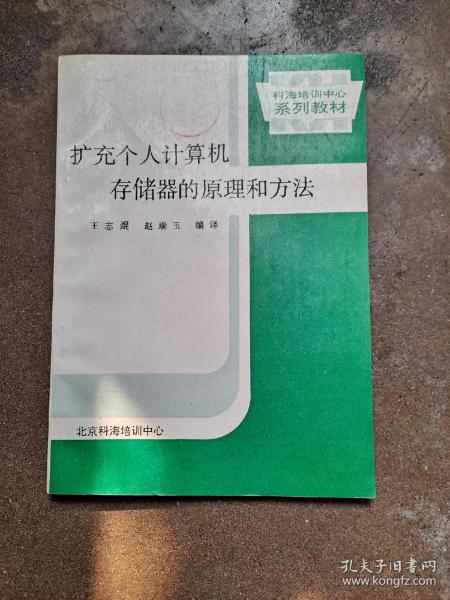 科海培训中心
系列教材
扩充个人计算机
存储器的原理和方法
王志焜 赵瑞玉 编译
北京科海培训中心
孔夫子旧书网
www.kongfz.com